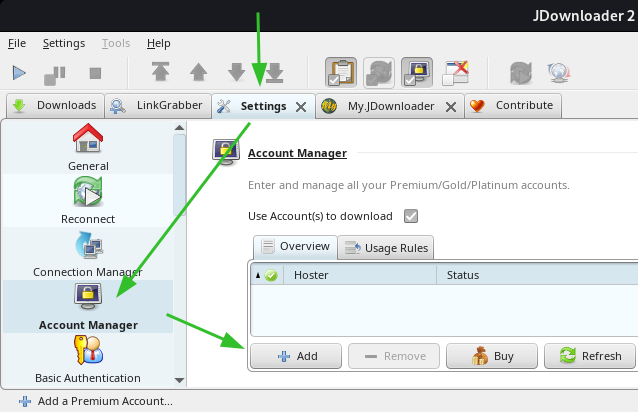 JDownloader 2
File Settings Tools Help
Downloads LinkGrabber Settings My.JDownloader Contribute
General
Reconnect
Connection Manager
Account Manager
Basic Authentication
Account Manager
Enter and manage all your Premium/Gold/Platinum accounts.
Use Account(s) to download
Overview Usage Rules
Hoster Status
Add Remove Buy Refresh
Add a Premium Account...